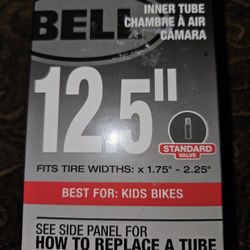 BELL
INNER TUBE
CHAMBRE À AIR
CÁMARA
12.5"
STANDARD
VALVE
FITS TIRE WIDTHS: x 1.75" - 2.25"
BEST FOR: KIDS BIKES
SEE SIDE PANEL FOR
HOW TO REPLACE A TUBE